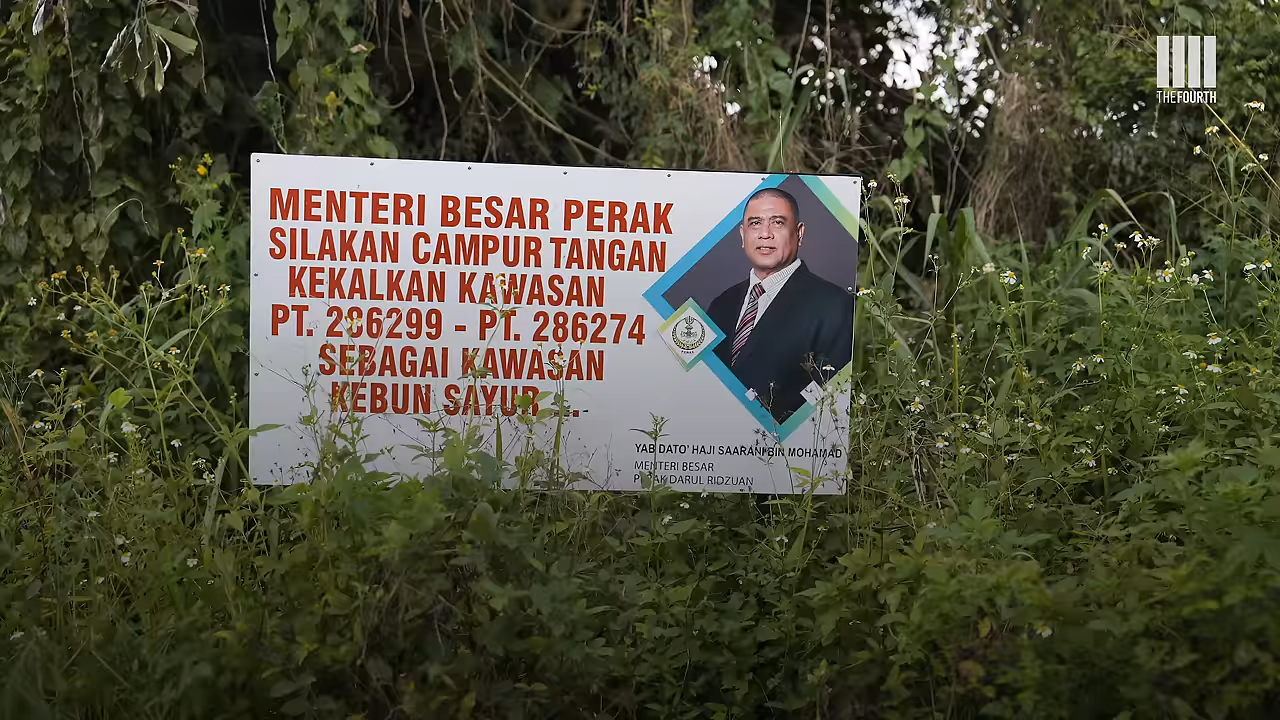 THE FOURTH
MENTERI BESAR PERAK
SILAKAN CAMPUR TANGAN
KEKALKAN KAWASAN
PT. 286299 - PT. 286274
SEBAGAI KAWASAN
KEBUN SAYUR
YAB DATO' HAJI SAARANI BIN MOHAMAD
MENTERI BESAR
PERAK DARUL RIDZUAN